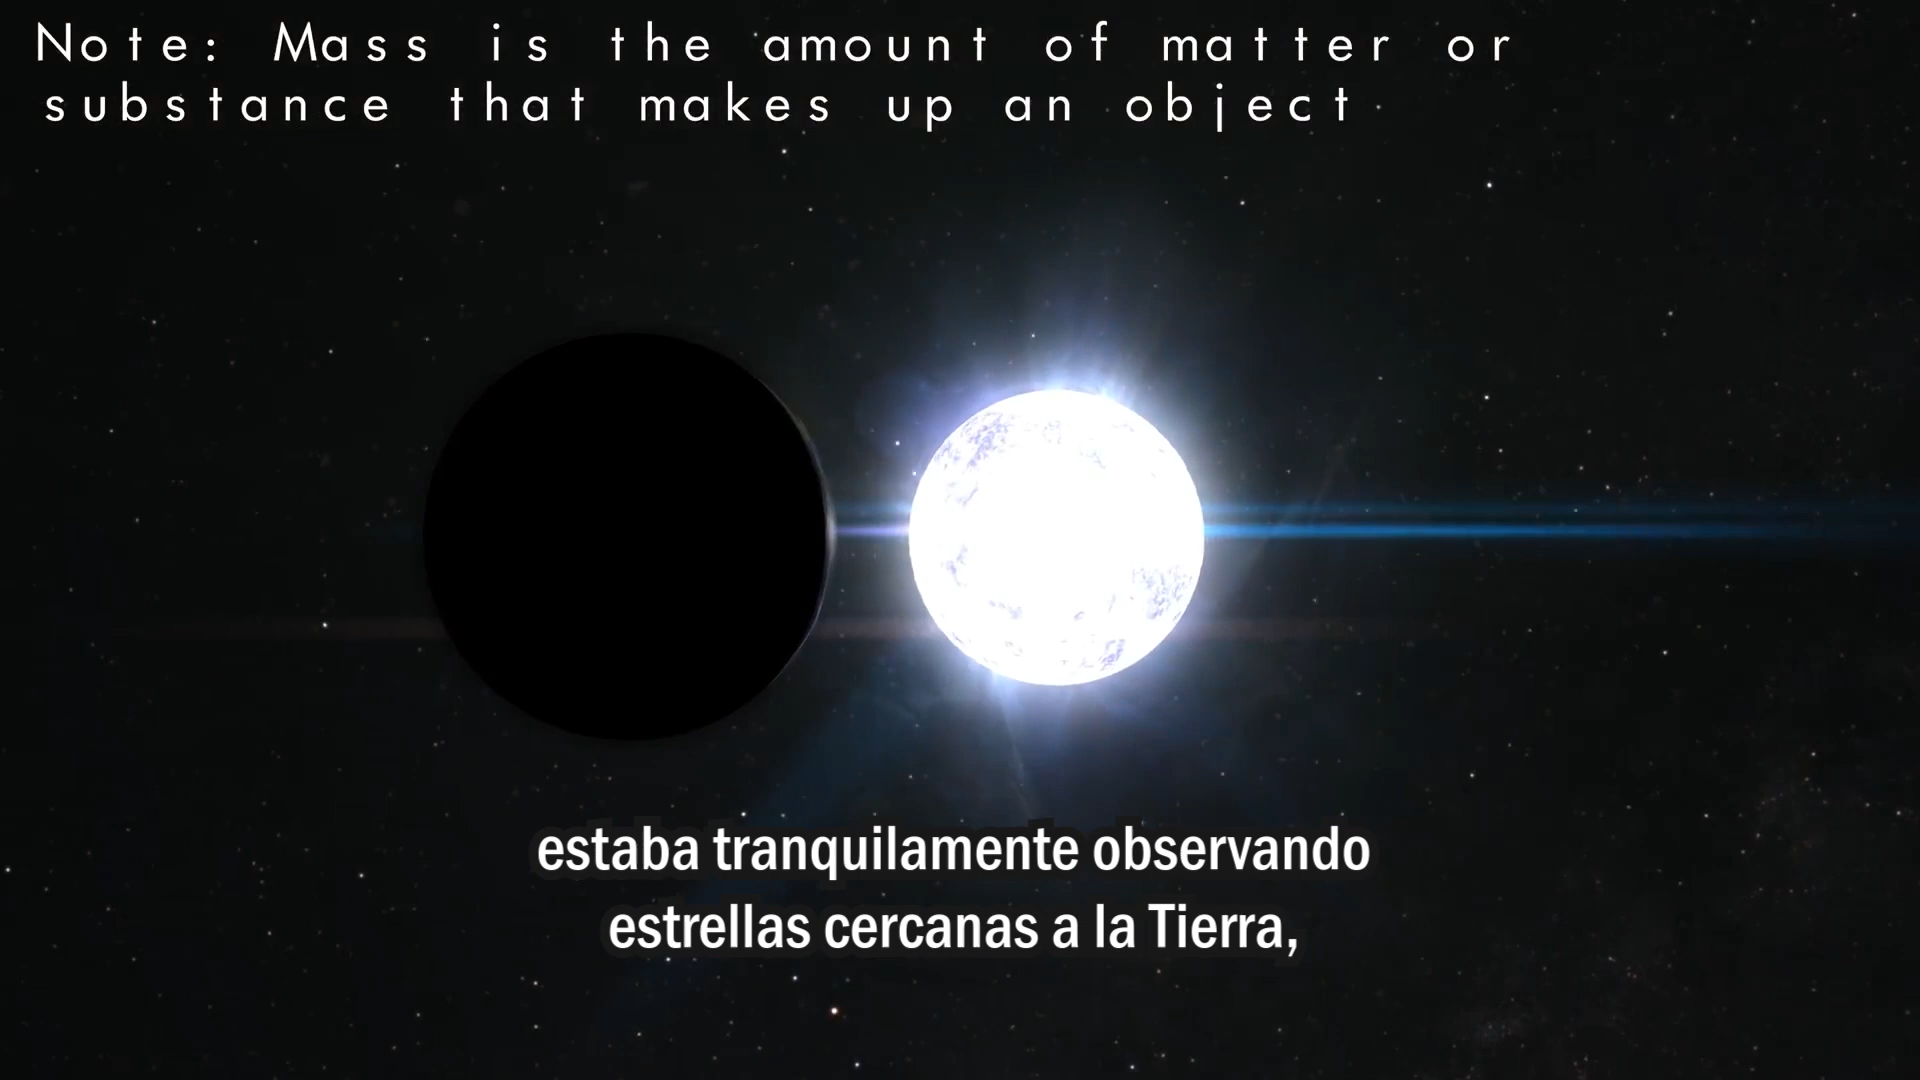 Note: Mass is the amount of matter or
substance that makes up an object
estaba tranquilamente observando
estrellas cercanas a la Tierra,